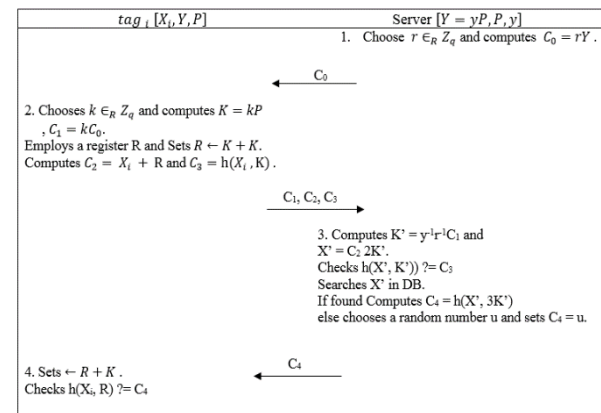 tag i [Xi, Y, P]
Server [Y = yP, P, y]
1. Choose r ∈R Zq and computes C0 = rY .
C0
2. Chooses k ∈R Zq and computes K = kP
, C1 = kC0.
Employs a register R and Sets R ← K + K.
Computes C2 = Xi + R and C3 = h(Xi , K) .
C1, C2, C3
3. Computes K’ = y-1r-1C1 and
X’ = C2 2K’.
Checks h(X’, K’)) ?= C3
Searches X’ in DB.
If found Computes C4 = h(X’, 3K’)
else chooses a random number u and sets C4 = u.
C4
4. Sets ← R + K .
Checks h(Xi, R) ?= C4